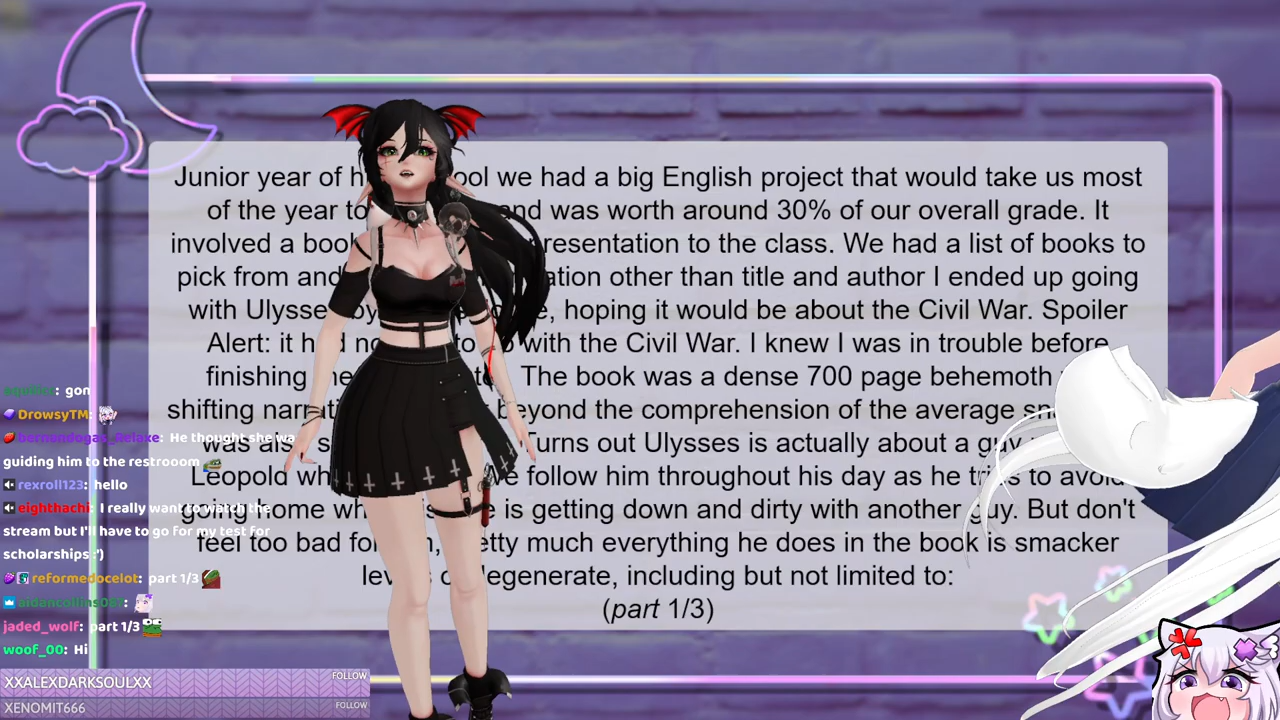 Junior year of h ool we had a big English project that would take us most
of the year to and was worth around 30% of our overall grade. It
involved a boo resentation to the class. We had a list of books to
pick from and ation other than title and author I ended up going
with Ulysse by e, hoping it would be about the Civil War. Spoiler
Alert: it h d no to with the Civil War. I knew I was in trouble before
finishing he The book was a dense 700 page behemoth
shifting narrati beyond the comprehension of the average
was als Turns out Ulysses is actually about a guy
Leopold wh e follow him throughout his day as he tries to avoid
going home wh e is getting down and dirty with another guy. But don't
feel too bad fo etty much everything he does in the book is smacker
leve degenerate, including but not limited to:
(part 1/3)
: gon
DrowsyTM:
: He thought she wa
guiding him to the restrooom
rexroll123: hello
eighthachi: I really want to watch the
stream but I'll have to go for my test for
scholarships :')
reformedocelot: part 1/3
jaded_wolf: part 1/3
woof_00: Hi
XXALEXDARKSOULXX FOLLOW
XENOMIT666 FOLLOW